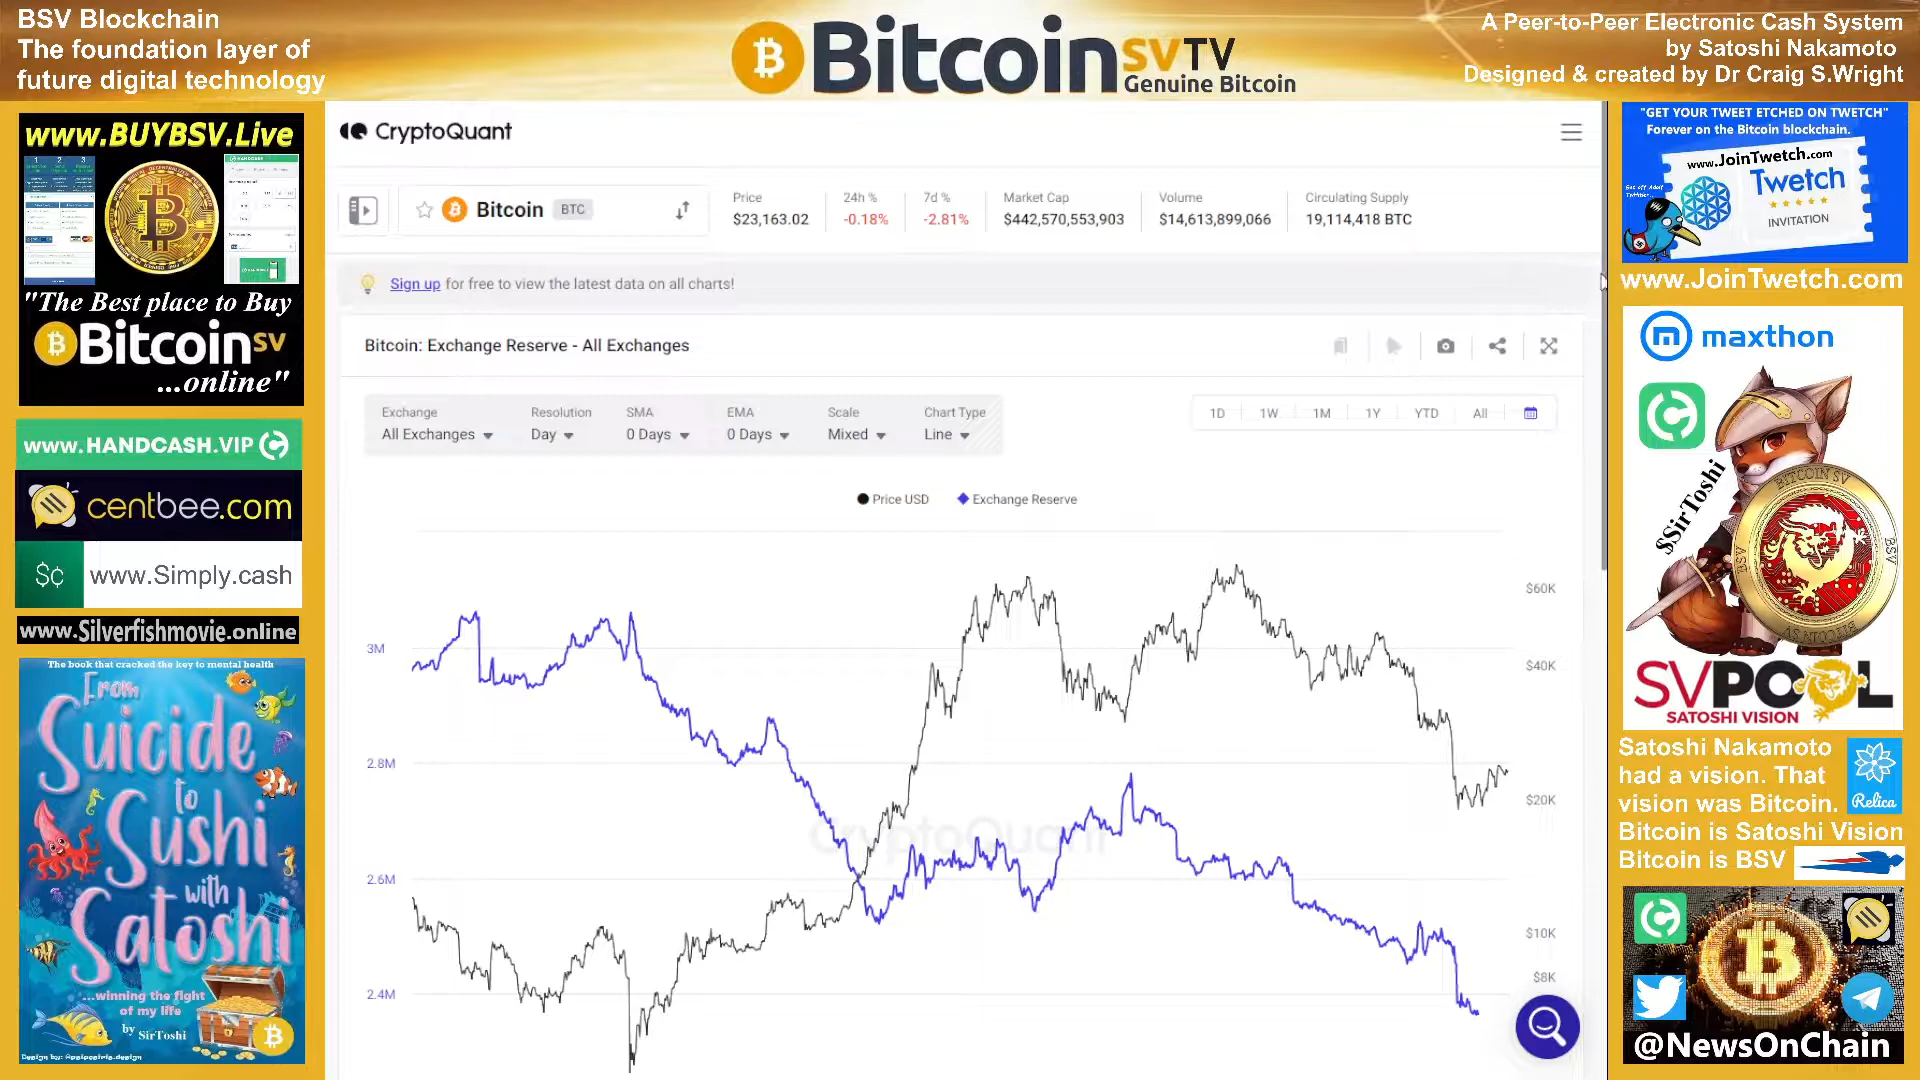 BSV Blockchain
The foundation layer of
future digital technology
Bitcoin SV TV
Genuine Bitcoin
A Peer-to-Peer Electronic Cash System
by Satoshi Nakamoto
Designed & created by Dr Craig S.Wright
www.BUYBSV.Live
"The Best place to Buy
Bitcoin SV
...online"
www.HANDCASH.VIP
centbee.com
$c www.Simply.cash
www.Silverfishmovie.online
The book that cracked the key to mental health
From
Suicide
to
Sushi
with
Satoshi
...winning the fight
of my life
by SirToshi
CryptoQuant
Bitcoin BTC
Price
$23,163.02
24h %
-0.18%
7d %
-2.81%
Market Cap
$442,570,553,903
Volume
$14,613,899,066
Circulating Supply
19,114,418 BTC
Sign up for free to view the latest data on all charts!
Bitcoin: Exchange Reserve - All Exchanges
Exchange
All Exchanges
Resolution
Day
SMA
0 Days
EMA
0 Days
Scale
Mixed
Chart Type
Line
1D 1W 1M 1Y YTD All
Price USD Exchange Reserve
3M
2.8M
2.6M
2.4M
$60K
$40K
$20K
$10K
$8K
CryptoQuant
"GET YOUR TWEET ETCHED ON TWETCH"
Forever on the Bitcoin blockchain.
www.JoinTwetch.com
Twetch
INVITATION
www.JoinTwetch.com
maxthon
$SirToshi
BITCOIN SV
BSV
BSV
BITCOIN SV
SVPOOL
SATOSHI VISION
Satoshi Nakamoto
had a vision. That
vision was Bitcoin.
Relica
Bitcoin is Satoshi Vision
Bitcoin is BSV
@NewsOnChain